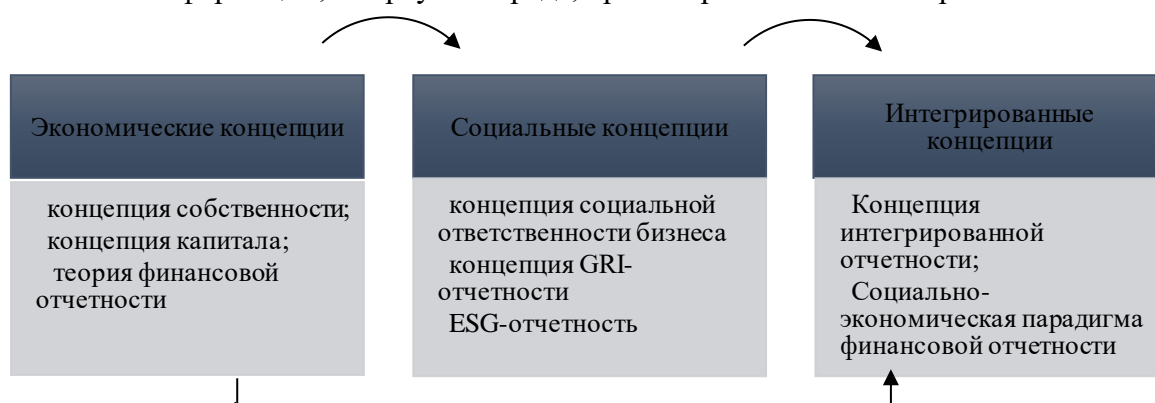 Экономические концепции
концепция собственности;
концепция капитала;
теория финансовой
отчетности
Социальные концепции
концепция социальной
ответственности бизнеса
концепция GRI-
отчетности
ESG-отчетность
Интегрированные
концепции
Концепция
интегрированной
отчетности;
Социально-
экономическая парадигма
финансовой отчетности